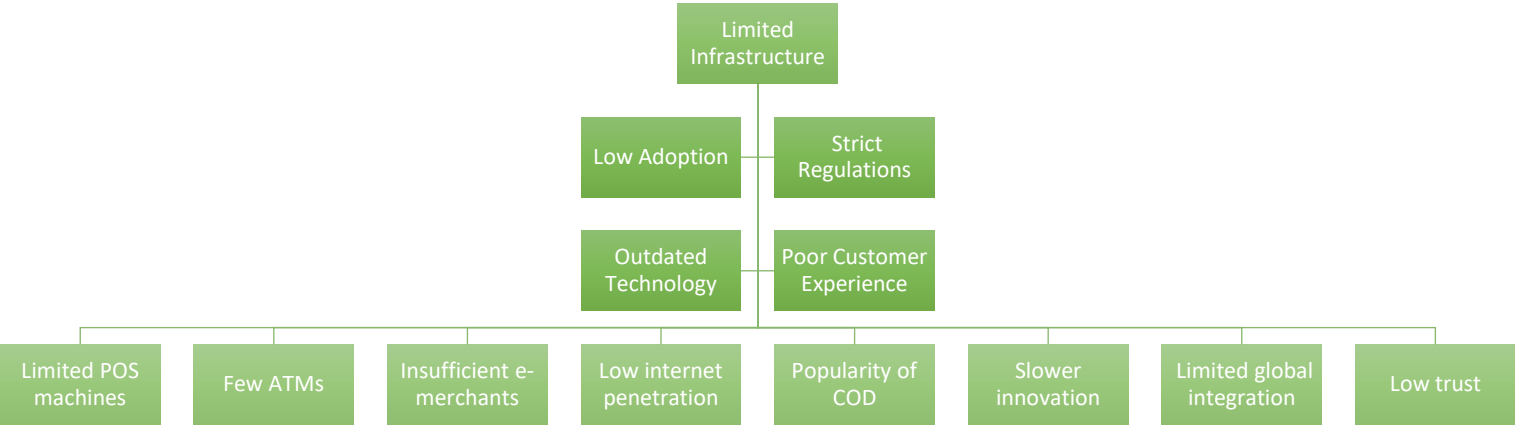 Limited
Infrastructure
Low Adoption
Strict
Regulations
Outdated
Technology
Poor Customer
Experience
Limited POS
machines
Few ATMs
Insufficient e-
merchants
Low internet
penetration
Popularity of
COD
Slower
innovation
Limited global
integration
Low trust